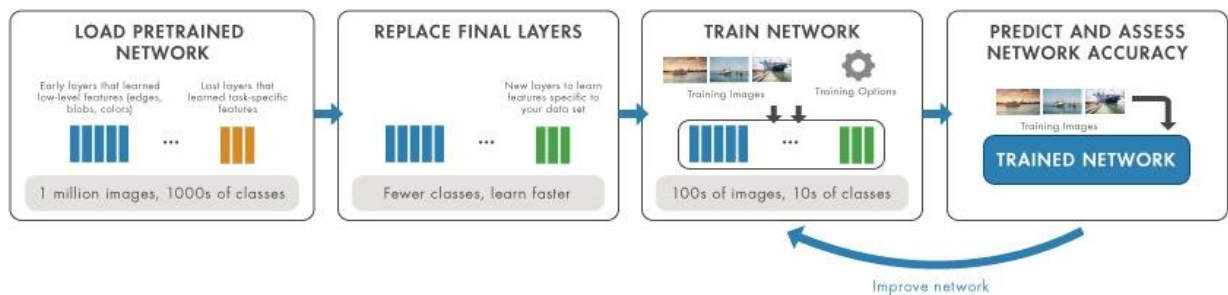 LOAD PRETRAINED
NETWORK
Early layers that learned
low-level features (edges,
blobs, colors)
Last layers that
learned task-specific
features
...
1 million images, 1000s of classes
REPLACE FINAL LAYERS
New layers to learn
features specific to
your data set
...
Fewer classes, learn faster
TRAIN NETWORK
Training Images
Training Options
...
100s of images, 10s of classes
PREDICT AND ASSESS
NETWORK ACCURACY
Training Images
TRAINED NETWORK
Improve network